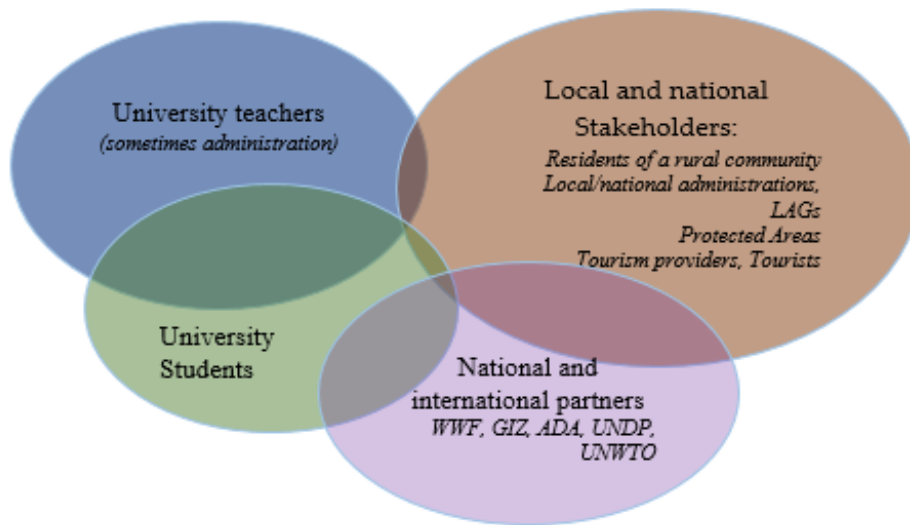 University teachers
(sometimes administration)
Local and national
Stakeholders:
Residents of a rural community
Local/national administrations,
LAGs
Protected Areas
Tourism providers, Tourists
University
Students
National and
international partners
WWF, GIZ, ADA, UNDP,
UNWTO